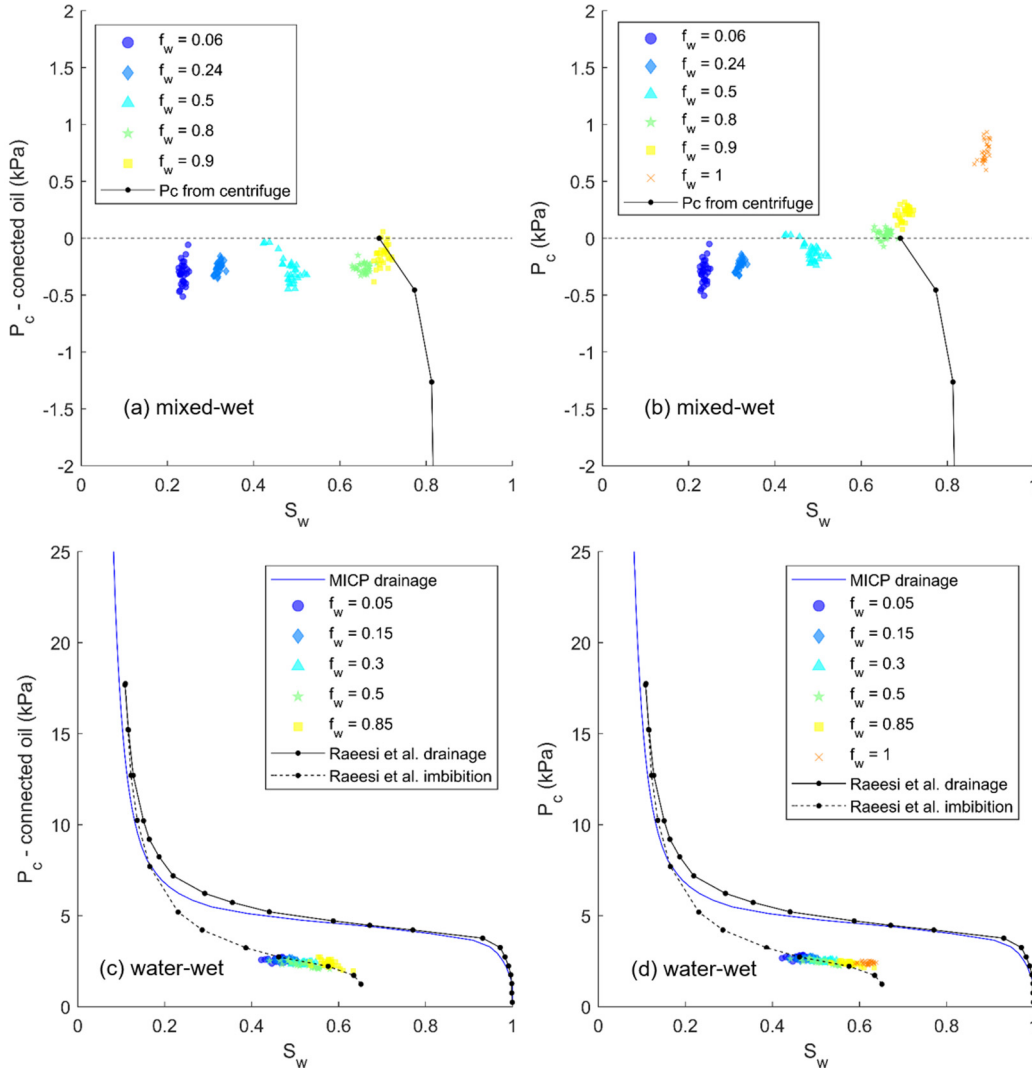 2
1.5
1
0.5
0
-0.5
-1
-1.5
-2
P_c - conected oil (kPa)
f_w = 0.06
f_w = 0.24
f_w = 0.5
f_w = 0.8
f_w = 0.9
Pc from centrifuge
(a) mixed-wet
0 0.2 0.4 0.6 0.8 1
S_w
2
1.5
1
0.5
0
-0.5
-1
-1.5
-2
P_c (kPa)
f_w = 0.06
f_w = 0.24
f_w = 0.5
f_w = 0.8
f_w = 0.9
f_w = 1
Pc from centrifuge
(b) mixed-wet
0 0.2 0.4 0.6 0.8 1
S_w
25
20
15
10
5
0
P_c - connected oil (kPa)
MICP drainage
f_w = 0.05
f_w = 0.15
f_w = 0.3
f_w = 0.5
f_w = 0.85
Raeesi et al. drainage
Raeesi et al. imbibition
(c) water-wet
0 0.2 0.4 0.6 0.8 1
S_w
25
20
15
10
5
0
P_c (kPa)
MICP drainage
f_w = 0.05
f_w = 0.15
f_w = 0.3
f_w = 0.5
f_w = 0.85
f_w = 1
Raeesi et al. drainage
Raeesi et al. imbibition
(d) water-wet
0 0.2 0.4 0.6 0.8 1
S_w